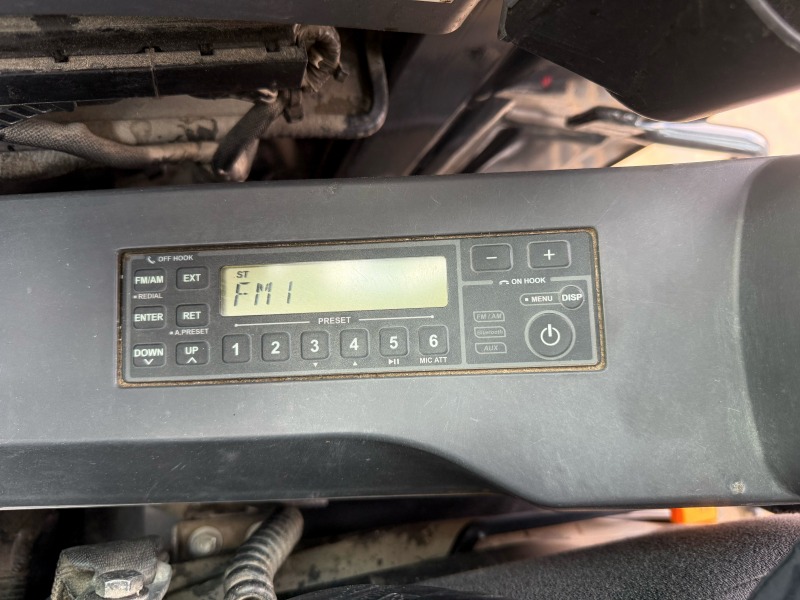 OFF HOOK
FM/AM EXT
REDIAL
ENTER RET
A.PRESET
DOWN UP
ST
FM1
PRESET
1 2 3 4 5 6
MIC ATT
− +
ON HOOK
MENU DISP
FM / AM
Bluetooth
AUX